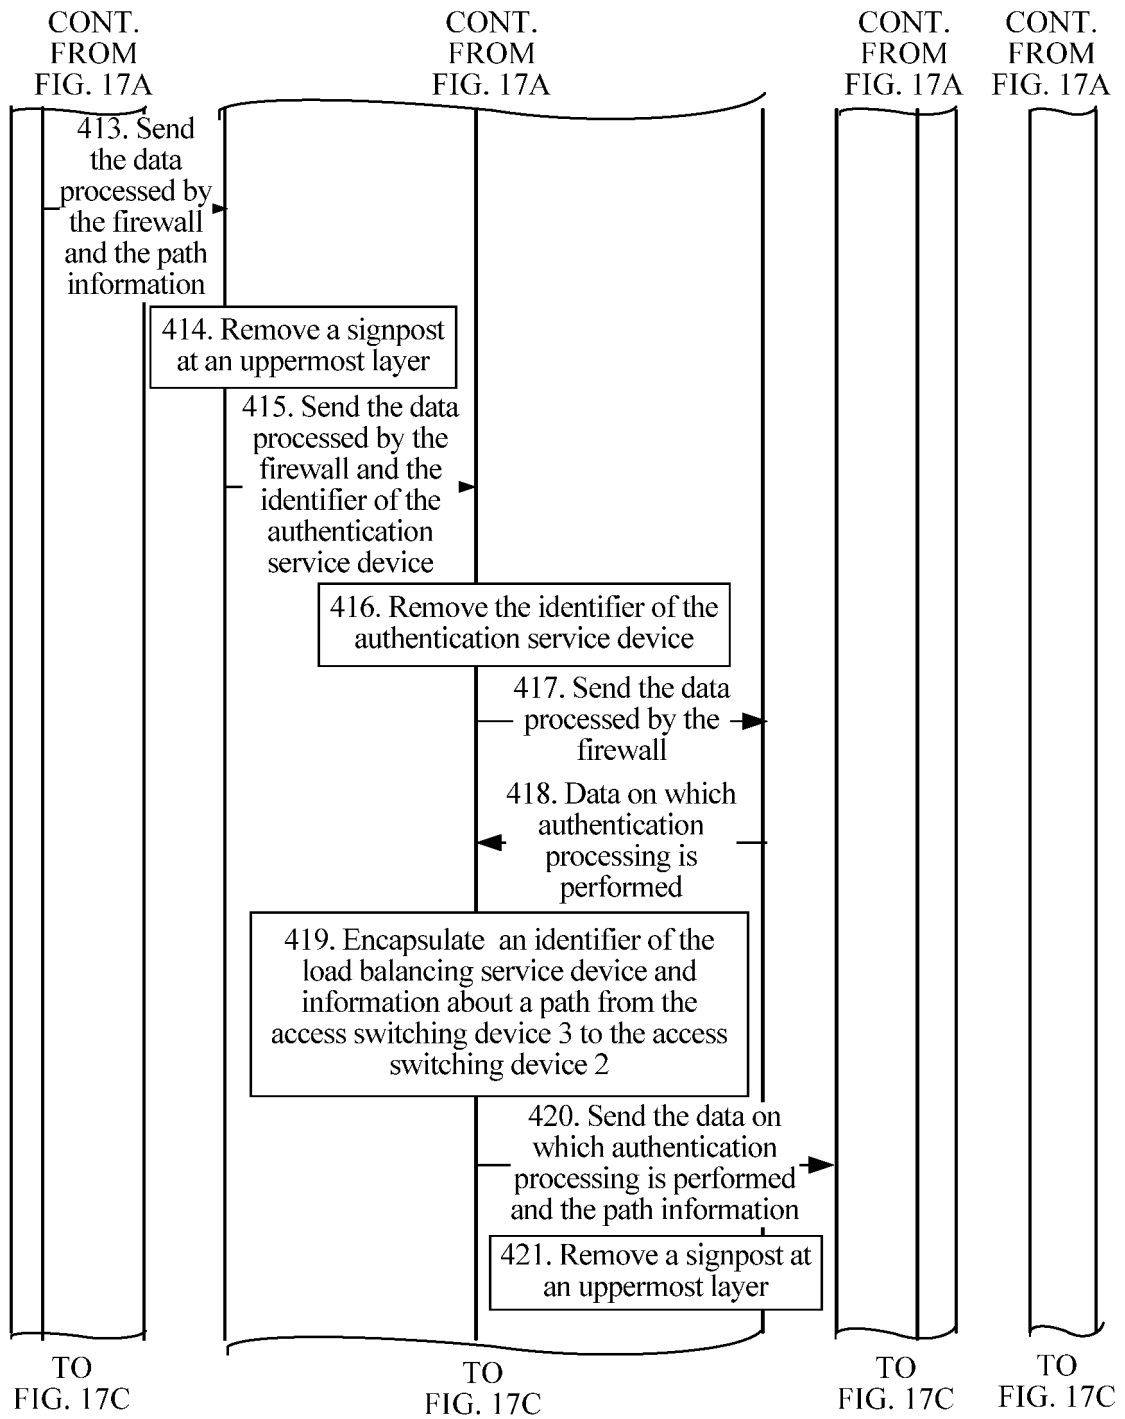 CONT.
FROM
FIG. 17A
CONT.
FROM
FIG. 17A
CONT.
FROM
FIG. 17A
CONT.
FROM
FIG. 17A
413. Send
the data
processed by
the firewall
and the path
information
414. Remove a signpost
at an uppermost layer
415. Send the data
processed by the
firewall and the
identifier of the
authentication
service device
416. Remove the identifier of the
authentication service device
417. Send the data
processed by the
firewall
418. Data on which
authentication
processing is
performed
419. Encapsulate an identifier of the
load balancing service device and
information about a path from the
access switching device 3 to the access
switching device 2
420. Send the data on
which authentication
processing is performed
and the path information
421. Remove a signpost at
an uppermost layer
TO
FIG. 17C
TO
FIG. 17C
TO
FIG. 17C
TO
FIG. 17C